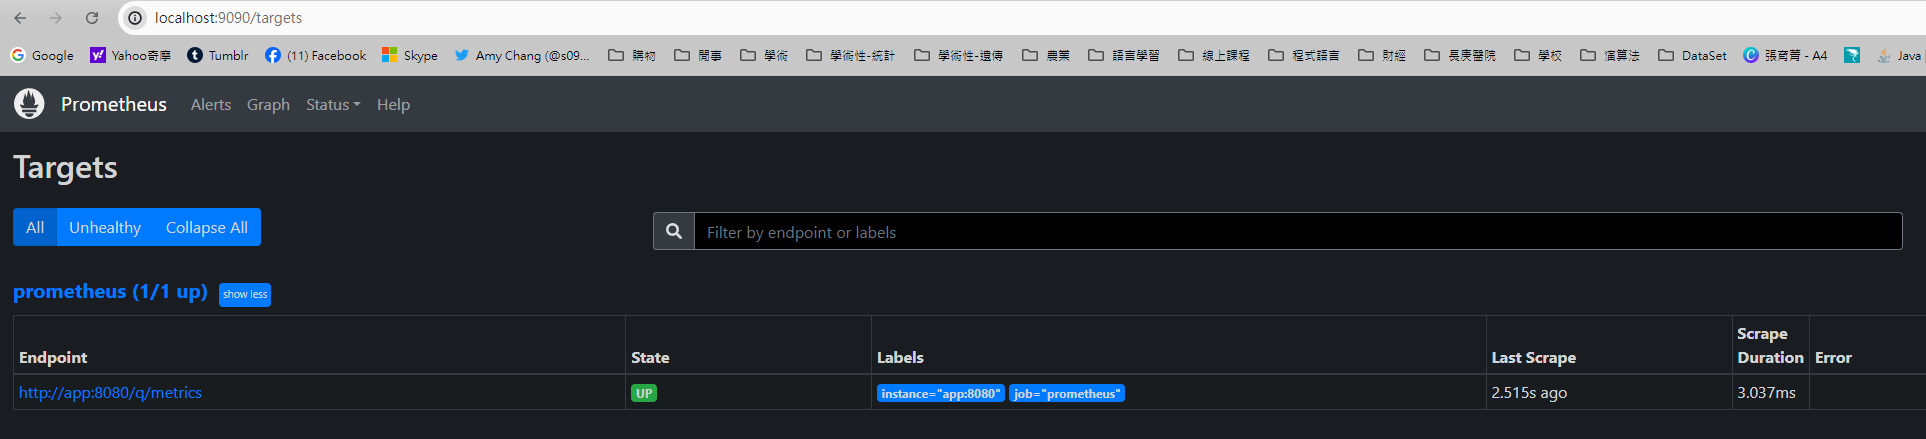 localhost:9090/targets
Google Yahoo奇摩 Tumblr (11) Facebook Skype Amy Chang (@s09... 購物 閒事 學術 學術性-統計 學術性-遺傳 農業 語言學習 線上課程 程式語言 財經 長庚醫院 學校 演算法 DataSet 張育菁 - A4 Java
Prometheus Alerts Graph Status Help
Targets
All Unhealthy Collapse All Filter by endpoint or labels
prometheus (1/1 up) show less
Endpoint State Labels Last Scrape Scrape Duration Error
http://app:8080/q/metrics UP instance="app:8080" job="prometheus" 2.515s ago 3.037ms